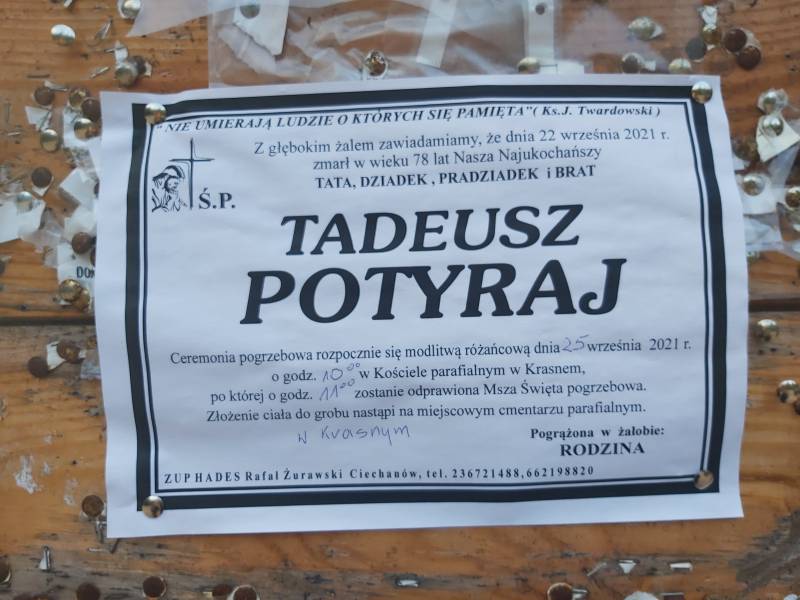 "NIE UMIERAJĄ LUDZIE O KTÓRYCH SIĘ PAMIĘTA" ( Ks.J. Twardowski )
Z głębokim żalem zawiadamiamy, że dnia 22 września 2021 r.
zmarł w wieku 78 lat Nasza Najukochańszy
TATA, DZIADEK , PRADZIADEK i BRAT
Ś.P.
TADEUSZ
POTYRAJ
Ceremonia pogrzebowa rozpocznie się modlitwą różańcową dnia 25 września 2021 r.
o godz. 10⁰⁰ w Kościele parafialnym w Krasnem,
po której o godz. 11⁰⁰ zostanie odprawiona Msza Święta pogrzebowa.
Złożenie ciała do grobu nastąpi na miejscowym cmentarzu parafialnym.
w Krasnym
Pogrążona w żałobie:
RODZINA
ZUP HADES Rafał Żurawski Ciechanów, tel. 236721488,662198820